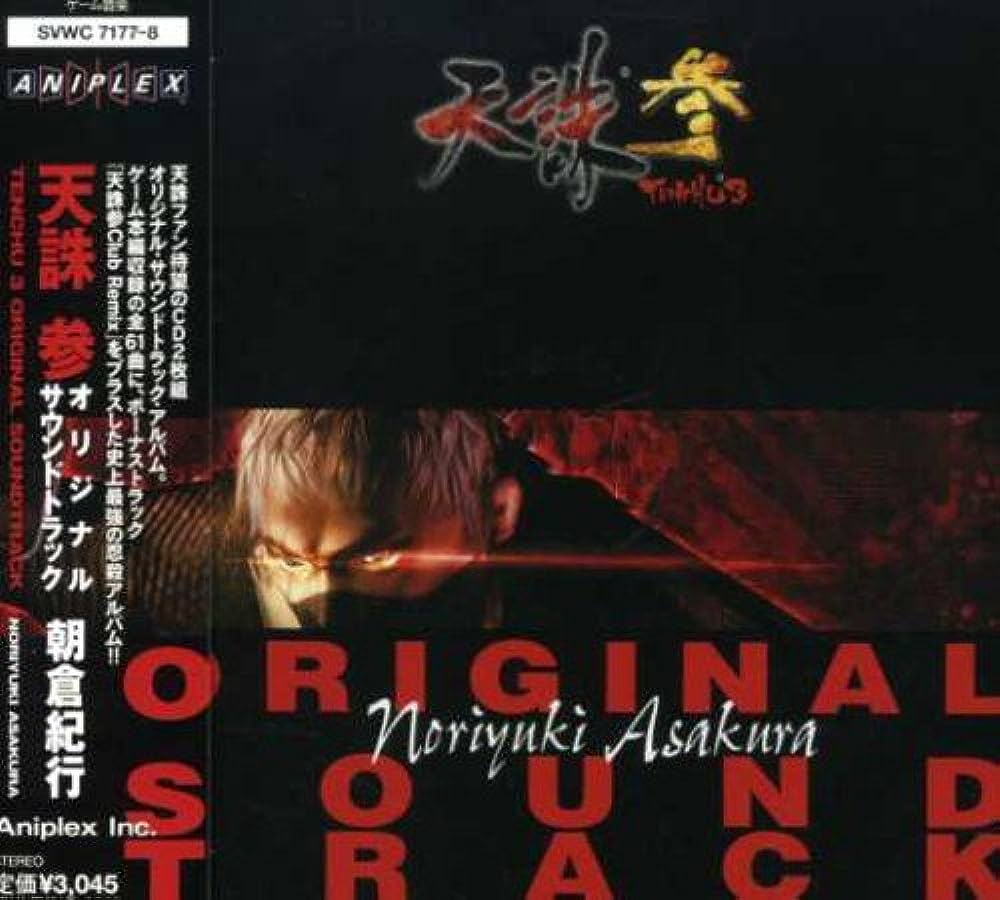 ゲーム音楽
SVWC 7177-8
ANIPLEX
天誅ファン待望のCD2枚組
オリジナル・サウンドトラック・アルバム。
ゲーム本編収録の全61曲に、ボーナストラック
「天誅参Club Remix」をプラスした史上最強の忍殺アルバム!!
天誅 参
オリジナル
サウンドトラック
朝倉紀行
TENCHU 3 ORIGINAL SOUNDTRACK / NORIYUKI ASAKURA
Aniplex Inc.
STEREO
定価¥3,045
天誅 参
TENCHU 3
ORIGINAL
Noriyuki Asakura
SOUND
TRACK